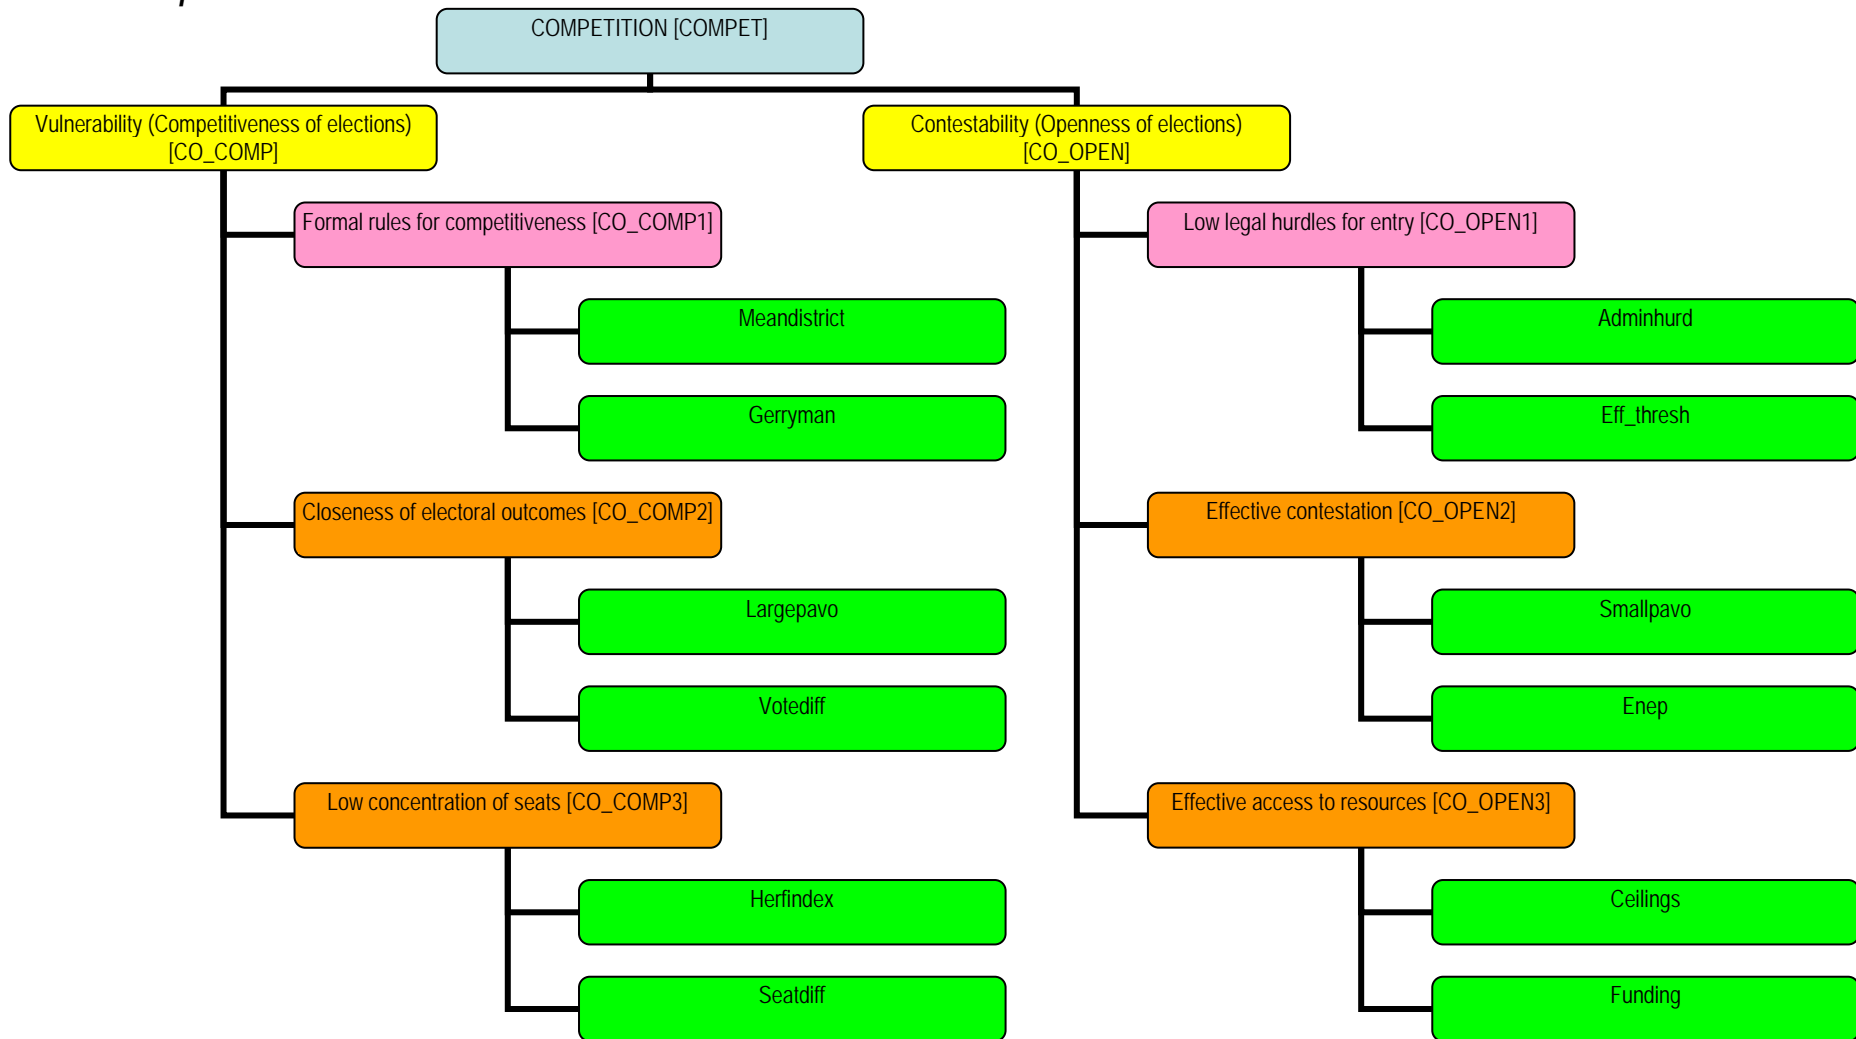 COMPETITION [COMPET]
Vulnerability (Competitiveness of elections)
[CO_COMP]
Formal rules for competitiveness [CO_COMP1]
Meandistrict
Gerryman
Closeness of electoral outcomes [CO_COMP2]
Largepavo
Votediff
Low concentration of seats [CO_COMP3]
Herfindex
Seatdiff
Contestability (Openness of elections)
[CO_OPEN]
Low legal hurdles for entry [CO_OPEN1]
Adminhurd
Eff_thresh
Effective contestation [CO_OPEN2]
Smallpavo
Enep
Effective access to resources [CO_OPEN3]
Ceilings
Funding